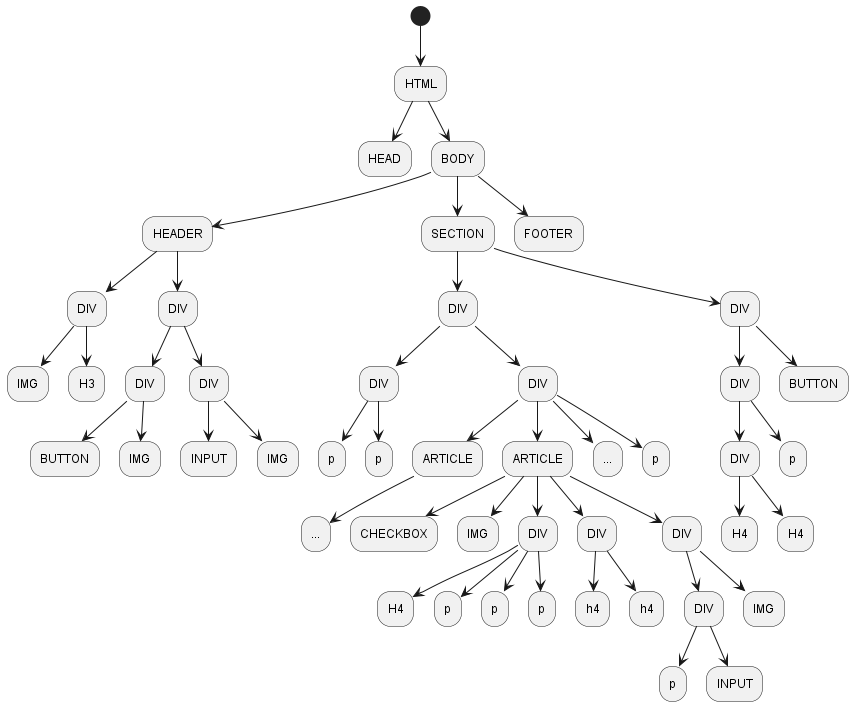 HTML
HEAD
BODY
HEADER
SECTION
FOOTER
DIV
DIV
DIV
DIV
IMG
H3
DIV
DIV
DIV
DIV
DIV
BUTTON
BUTTON
IMG
INPUT
IMG
p
p
ARTICLE
ARTICLE
...
p
DIV
p
...
CHECKBOX
IMG
DIV
DIV
DIV
H4
H4
H4
p
p
p
h4
h4
DIV
IMG
p
INPUT